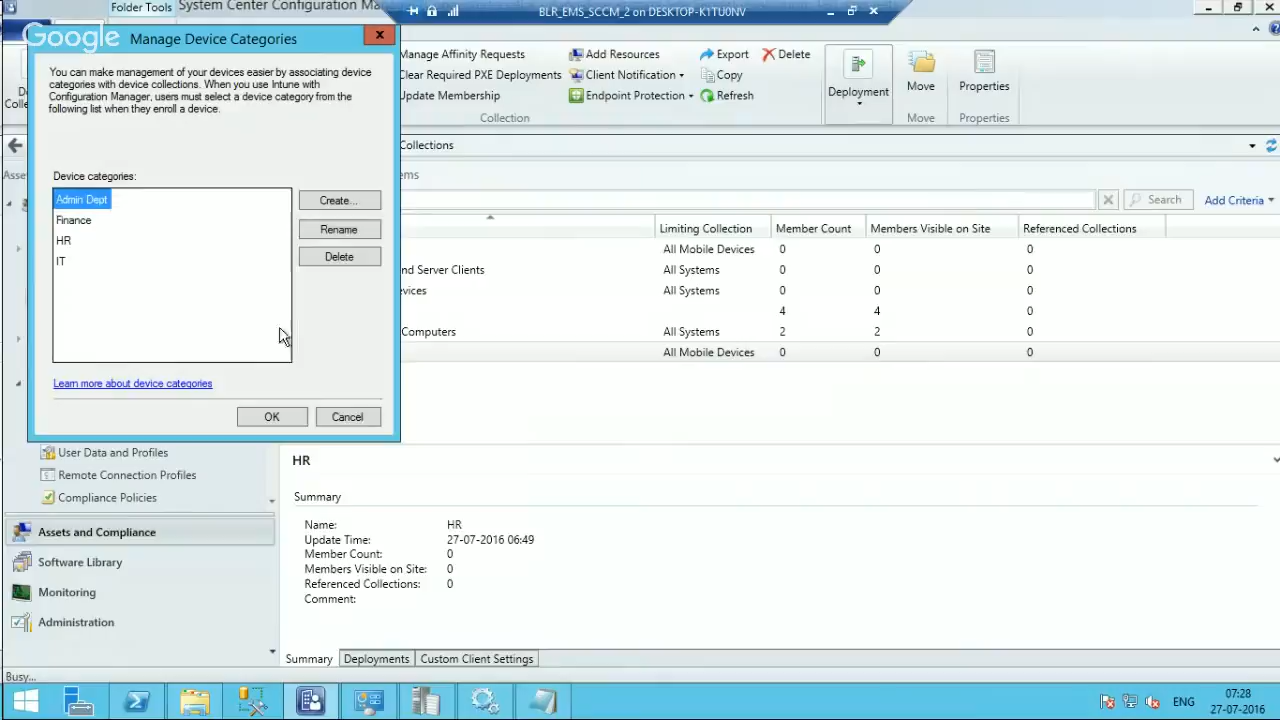 Folder Tools
System Center Configuration Ma
BLR_EMS_SCCM_2 on DESKTOP-K1TU0NV
Google
Manage Device Categories
You can make management of your devices easier by associating device
categories with device collections. When you use Intune with
Configuration Manager, users must select a device category from the
following list when they enroll a device.
Device categories:
Admin Dept
Finance
HR
IT
Create...
Rename
Delete
Learn more about device categories
OK
Cancel
Manage Affinity Requests
Clear Required PXE Deployments
Update Membership
Add Resources
Client Notification
Endpoint Protection
Export
Copy
Refresh
Delete
Collection
Deployment
Move
Move
Properties
Properties
Collections
Asse
ems
Search
Add Criteria
Limiting Collection Member Count Members Visible on Site Referenced Collections
All Mobile Devices 0 0 0
and Server Clients All Systems 0 0 0
evices All Systems 0 0 0
4 4 0
Computers All Systems 2 2 0
All Mobile Devices 0 0 0
User Data and Profiles
Remote Connection Profiles
Compliance Policies
Assets and Compliance
Software Library
Monitoring
Administration
HR
Summary
Name: HR
Update Time: 27-07-2016 06:49
Member Count: 0
Members Visible on Site: 0
Referenced Collections: 0
Comment:
Summary Deployments Custom Client Settings
Busy...
ENG
07:28
27-07-2016